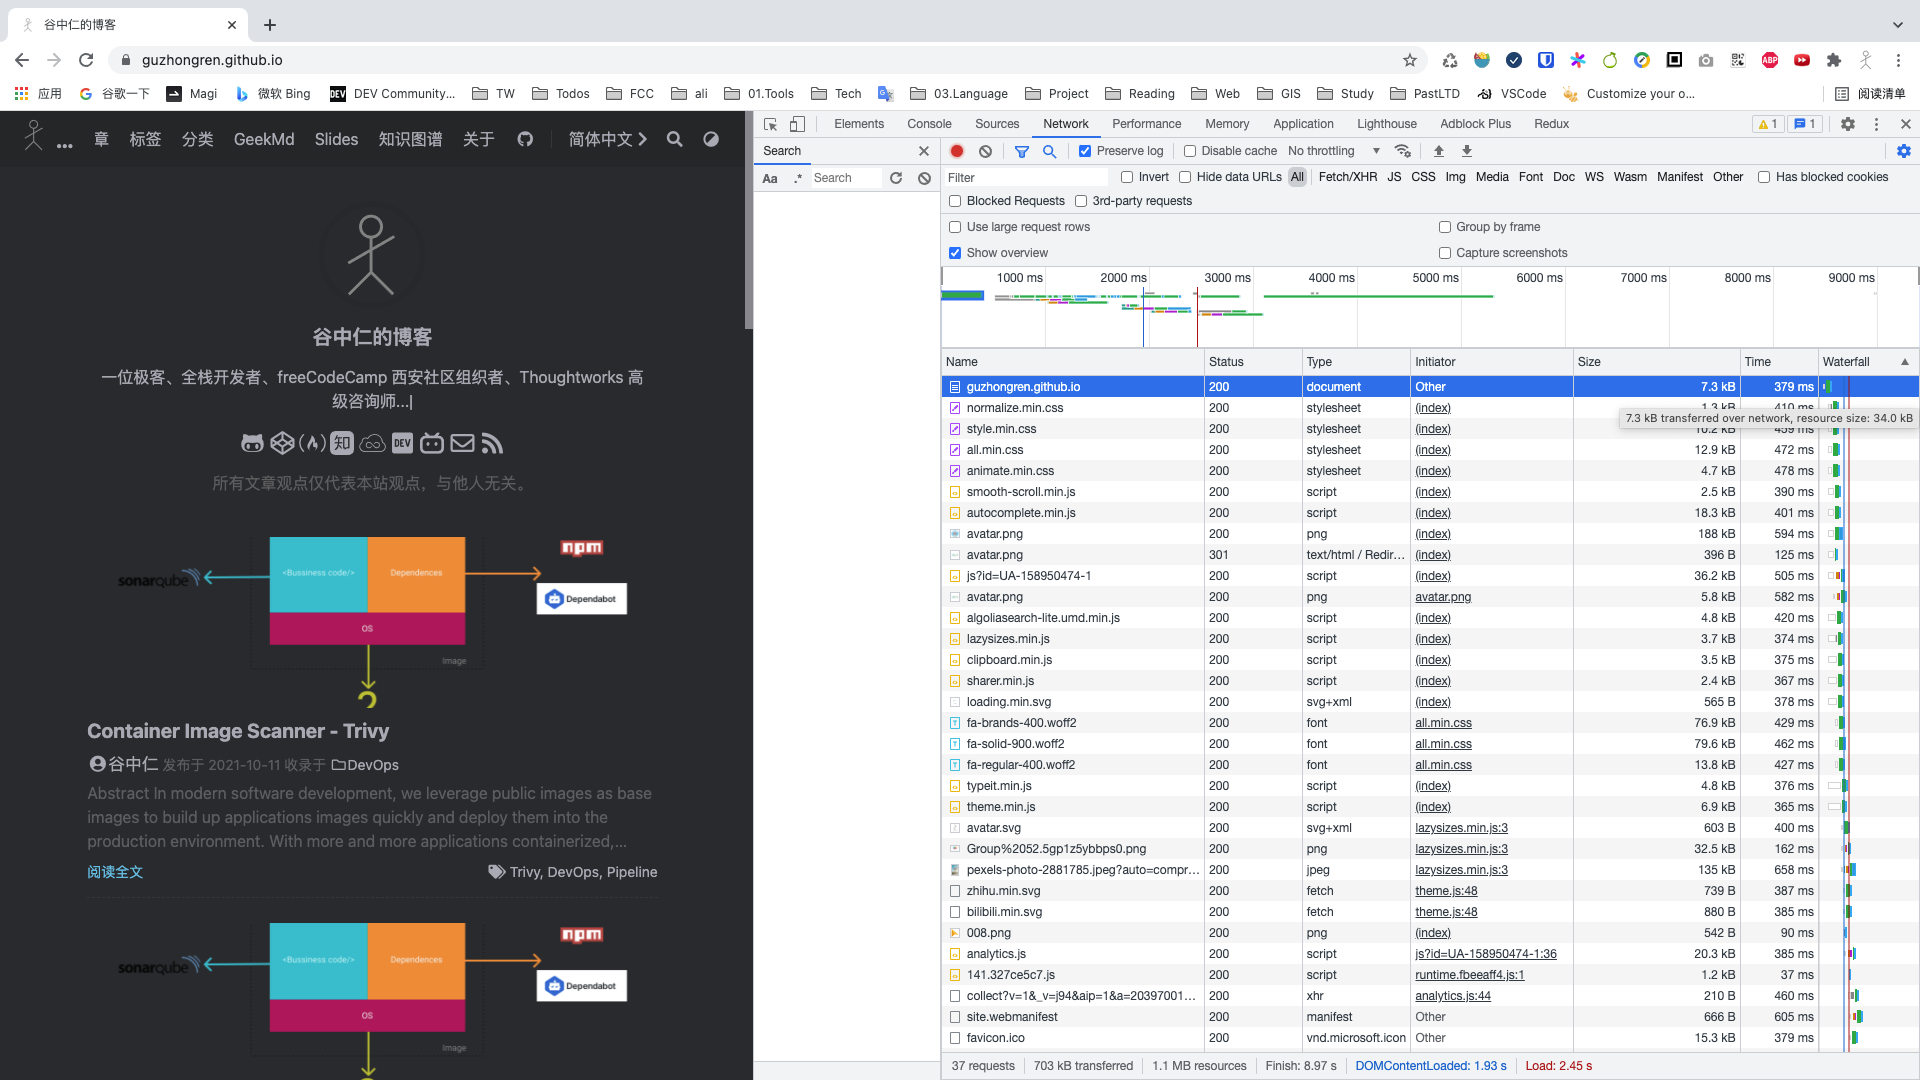 谷中仁的博客
guzhongren.github.io
应用 谷歌一下 Magi 微软 Bing DEV DEV Community... TW Todos FCC ali 01.Tools Tech 03.Language Project Reading Web GIS Study PastLTD VSCode Customize your o... 阅读清单
章 标签 分类 GeekMd Slides 知识图谱 关于 简体中文
谷中仁的博客
一位极客、全栈开发者、freeCodeCamp 西安社区组织者、Thoughtworks 高
级咨询师...|
知 DEV
所有文章观点仅代表本站观点，与他人无关。
sonarqube <Bussiness code/> Dependences npm
Dependabot
OS
Image
Container Image Scanner - Trivy
谷中仁 发布于 2021-10-11 收录于 DevOps
Abstract In modern software development, we leverage public images as base
images to build up applications images quickly and deploy them into the
production environment. With more and more applications containerized,...
阅读全文 Trivy, DevOps, Pipeline
sonarqube <Bussiness code/> Dependences npm
Dependabot
OS
Image
Elements Console Sources Network Performance Memory Application Lighthouse Adblock Plus Redux 1 1
Search
Aa .* Search
Preserve log Disable cache No throttling
Filter Invert Hide data URLs All Fetch/XHR JS CSS Img Media Font Doc WS Wasm Manifest Other Has blocked cookies
Blocked Requests 3rd-party requests
Use large request rows Group by frame
Show overview Capture screenshots
1000 ms 2000 ms 3000 ms 4000 ms 5000 ms 6000 ms 7000 ms 8000 ms 9000 ms
Name Status Type Initiator Size Time Waterfall
guzhongren.github.io 200 document Other 7.3 kB 379 ms
normalize.min.css 200 stylesheet (index) 1.3 kB 410 ms
7.3 kB transferred over network, resource size: 34.0 kB
style.min.css 200 stylesheet (index) 10.2 kB 459 ms
all.min.css 200 stylesheet (index) 12.9 kB 472 ms
animate.min.css 200 stylesheet (index) 4.7 kB 478 ms
smooth-scroll.min.js 200 script (index) 2.5 kB 390 ms
autocomplete.min.js 200 script (index) 18.3 kB 401 ms
avatar.png 200 png (index) 188 kB 594 ms
avatar.png 301 text/html / Redir... (index) 396 B 125 ms
js?id=UA-158950474-1 200 script (index) 36.2 kB 505 ms
avatar.png 200 png avatar.png 5.8 kB 582 ms
algoliasearch-lite.umd.min.js 200 script (index) 4.8 kB 420 ms
lazysizes.min.js 200 script (index) 3.7 kB 374 ms
clipboard.min.js 200 script (index) 3.5 kB 375 ms
sharer.min.js 200 script (index) 2.4 kB 367 ms
loading.min.svg 200 svg+xml (index) 565 B 378 ms
fa-brands-400.woff2 200 font all.min.css 76.9 kB 429 ms
fa-solid-900.woff2 200 font all.min.css 79.6 kB 462 ms
fa-regular-400.woff2 200 font all.min.css 13.8 kB 427 ms
typeit.min.js 200 script (index) 4.8 kB 376 ms
theme.min.js 200 script (index) 6.9 kB 365 ms
avatar.svg 200 svg+xml lazysizes.min.js:3 603 B 400 ms
Group%2052.5gp1z5ybbps0.png 200 png lazysizes.min.js:3 32.5 kB 162 ms
pexels-photo-2881785.jpeg?auto=compr... 200 jpeg lazysizes.min.js:3 135 kB 658 ms
zhihu.min.svg 200 fetch theme.js:48 739 B 387 ms
bilibili.min.svg 200 fetch theme.js:48 880 B 385 ms
008.png 200 png (index) 542 B 90 ms
analytics.js 200 script js?id=UA-158950474-1:36 20.3 kB 385 ms
141.327ce5c7.js 200 script runtime.fbeeaff4.js:1 1.2 kB 37 ms
collect?v=1&_v=j94&aip=1&a=20397001... 200 xhr analytics.js:44 210 B 460 ms
site.webmanifest 200 manifest Other 666 B 605 ms
favicon.ico 200 vnd.microsoft.icon Other 15.3 kB 379 ms
37 requests 703 kB transferred 1.1 MB resources Finish: 8.97 s DOMContentLoaded: 1.93 s Load: 2.45 s